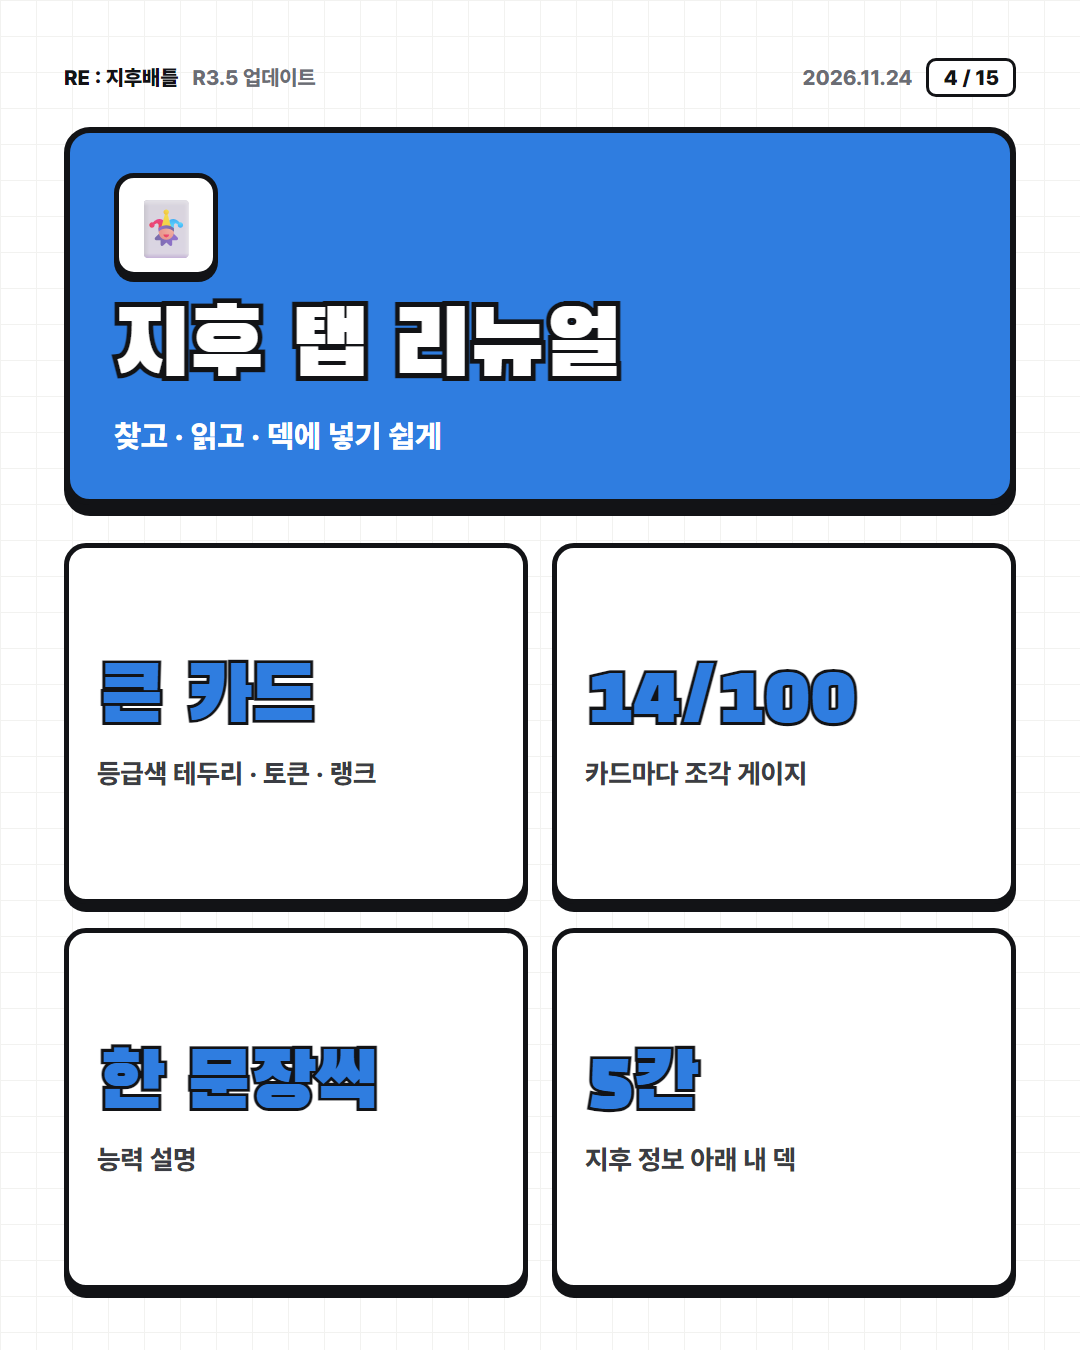 RE : 지후배틀 R3.5 업데이트
2026.11.24 4 / 15
지후 탭 리뉴얼
찾고 · 읽고 · 덱에 넣기 쉽게
큰 카드
등급색 테두리 · 토큰 · 랭크
14/100
카드마다 조각 게이지
한 문장씩
능력 설명
5칸
지후 정보 아래 내 덱